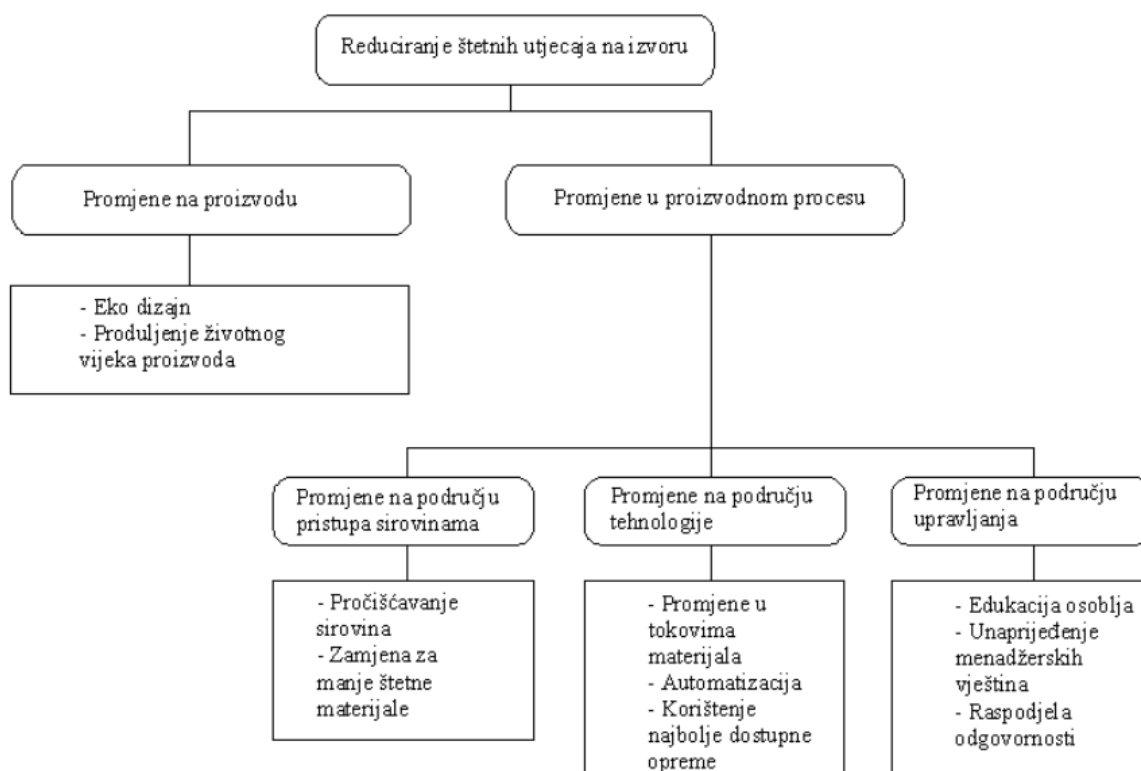 Reduciranje štetnih utjecaja na izvoru
Promjene na proizvodu
Promjene u proizvodnom procesu
- Eko dizajn
- Produljenje životnog
vijeka proizvoda
Promjene na području
pristupa sirovinama
Promjene na području
tehnologije
Promjene na području
upravljanja
- Pročišćavanje
sirovina
- Zamjena za
manje štetne
materijale
- Promjene u
tokovima
materijala
- Automatizacija
- Korištenje
najbolje dostupne
opreme
- Edukacija osoblja
- Unaprijeđenje
menadžerskih
vještina
- Raspodjela
odgovornosti